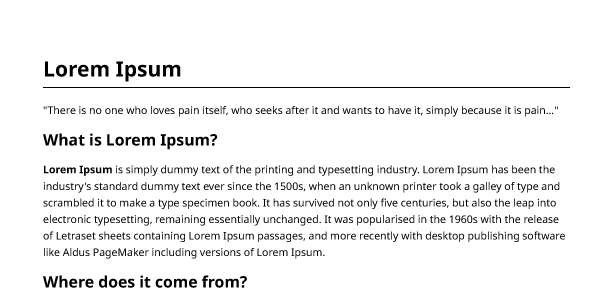 Lorem Ipsum
"There is no one who loves pain itself, who seeks after it and wants to have it, simply because it is pain..."
What is Lorem Ipsum?
Lorem Ipsum is simply dummy text of the printing and typesetting industry. Lorem Ipsum has been the
industry's standard dummy text ever since the 1500s, when an unknown printer took a galley of type and
scrambled it to make a type specimen book. It has survived not only five centuries, but also the leap into
electronic typesetting, remaining essentially unchanged. It was popularised in the 1960s with the release
of Letraset sheets containing Lorem Ipsum passages, and more recently with desktop publishing software
like Aldus PageMaker including versions of Lorem Ipsum.
Where does it come from?